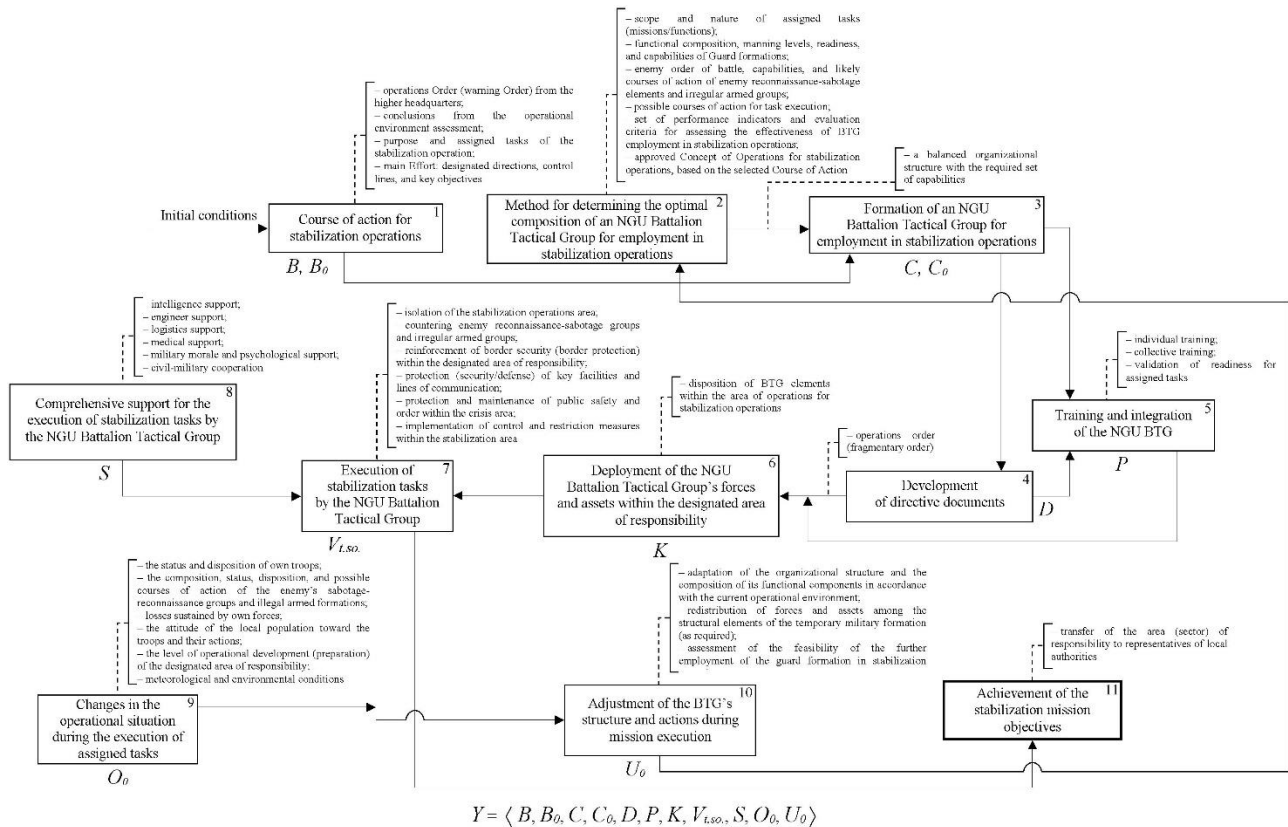 – scope and nature of assigned tasks
(missions/functions);
– functional composition, manning levels, readiness,
and capabilities of Guard formations;
– enemy order of battle, capabilities, and likely
courses of action of enemy reconnaissance-sabotage
elements and irregular armed groups;
– possible courses of action for task execution;
set of performance indicators and evaluation
criteria for assessing the effectiveness of BTG
employment in stabilization operations;
– approved Concept of Operations for stabilization
operations, based on the selected Course of Action
– operations Order (warning Order) from the
higher headquarters;
– conclusions from the operational
environment assessment;
– purpose and assigned tasks of the
stabilization operation;
– main Effort: designated directions, control
lines, and key objectives
– a balanced organizational
structure with the required set
of capabilities
Initial conditions
1
Course of action for
stabilization operations
B, B0
2
Method for determining the optimal
composition of an NGU Battalion
Tactical Group for employment in
stabilization operations
3
Formation of an NGU
Battalion Tactical Group for
employment in stabilization operations
C, C0
intelligence support;
– engineer support;
– logistics support;
– medical support;
– military morale and psychological support;
– civil-military cooperation
8
Comprehensive support for the
execution of stabilization tasks by
the NGU Battalion Tactical Group
S
– isolation of the stabilization operations area;
countering enemy reconnaissance-sabotage groups
and irregular armed groups;
reinforcement of border security (border protection)
within the designated area of responsibility;
– protection (security/defense) of key facilities and
lines of communication;
– protection and maintenance of public safety and
order within the crisis area;
– implementation of control and restriction measures
within the stabilization area
7
Execution of
stabilization tasks
by the NGU Battalion
Tactical Group
Vt.so.
– disposition of BTG elements
within the area of operations for
stabilization operations
6
Deployment of the NGU
Battalion Tactical Group's forces
and assets within the designated area
of responsibility
K
– operations order
(fragmentary order)
4
Development
of directive documents
D
– individual training;
– collective training;
– validation of readiness for
assigned tasks
5
Training and integration
of the NGU BTG
P
– the status and disposition of own troops;
– the composition, status, disposition, and possible
courses of action of the enemy's sabotage-
reconnaissance groups and illegal armed formations;
losses sustained by own forces;
– the attitude of the local population toward the
troops and their actions;
– the level of operational development (preparation)
of the designated area of responsibility;
– meteorological and environmental conditions
9
Changes in the
operational situation
during the execution of
assigned tasks
O0
– adaptation of the organizational structure and the
composition of its functional components in accordance
with the current operational environment;
redistribution of forces and assets among the
structural elements of the temporary military formation
(as required);
– assessment of the feasibility of the further
employment of the guard formation in stabilization
10
Adjustment of the BTG's
structure and actions during
mission execution
U0
transfer of the area (sector) of
responsibility to representatives of local
authorities
11
Achievement of the
stabilization mission
objectives
Y = ⟨ B, B0, C, C0, D, P, K, Vt.so., S, O0, U0 ⟩